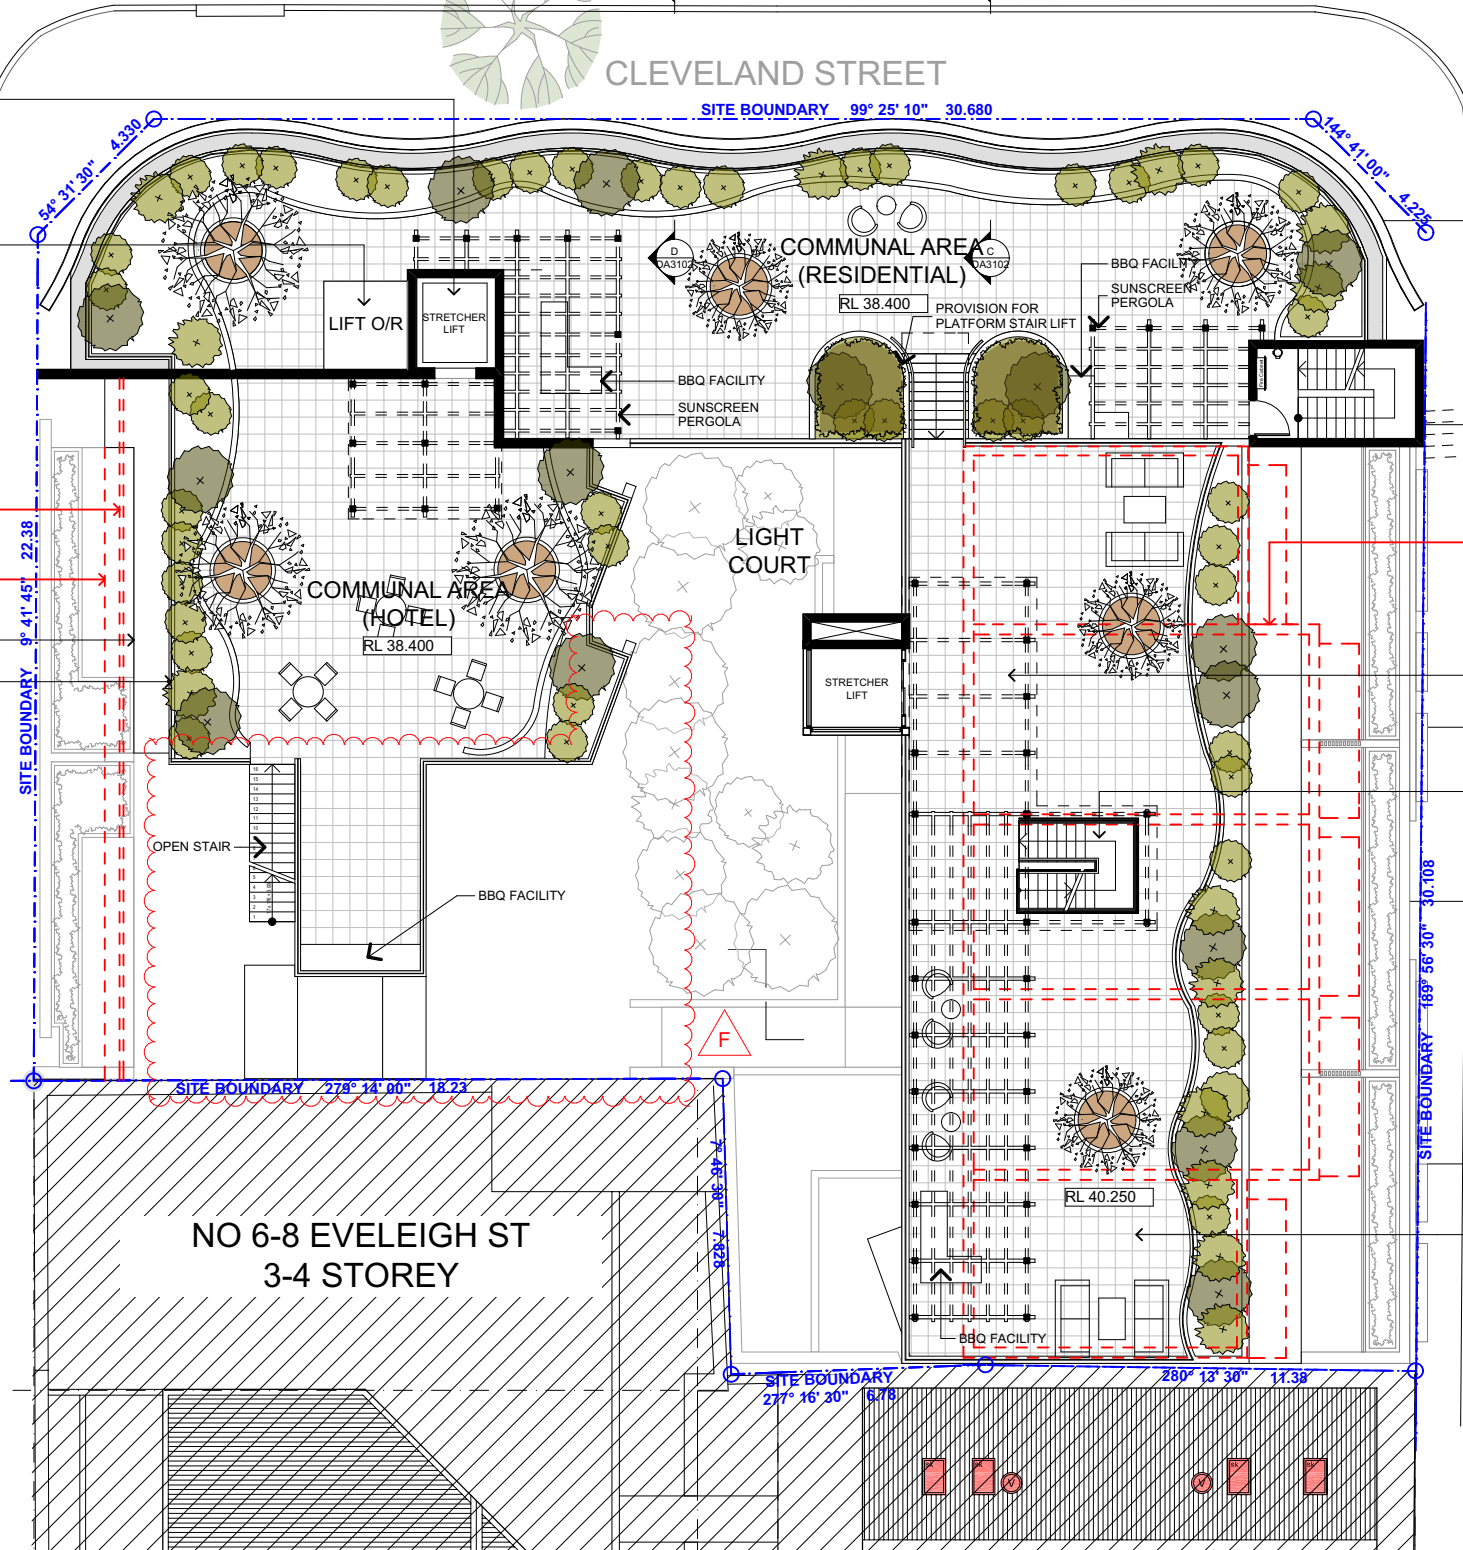 CLEVELAND STREET
SITE BOUNDARY 99° 25' 10" 30.680
54° 31' 30" 4.330
144° 41' 00" 4.225
COMMUNAL AREA
(RESIDENTIAL)
RL 38.400
D
DA3102
C
DA3102
PROVISION FOR
PLATFORM STAIR LIFT
BBQ FACILITY
SUNSCREEN
PERGOLA
LIFT O/R
STRETCHER
LIFT
BBQ FACILITY
SUNSCREEN
PERGOLA
LIGHT
COURT
COMMUNAL AREA
(HOTEL)
RL 38.400
STRETCHER
LIFT
SITE BOUNDARY 9° 41' 45" 22.38
OPEN STAIR
BBQ FACILITY
SITE BOUNDARY 189° 56' 30" 30.108
F
SITE BOUNDARY 279° 14' 00" 18.23
7° 46' 30" 7.828
NO 6-8 EVELEIGH ST
3-4 STOREY
RL 40.250
BBQ FACILITY
SITE BOUNDARY
277° 16' 30" 6.78
280° 13' 30" 11.38